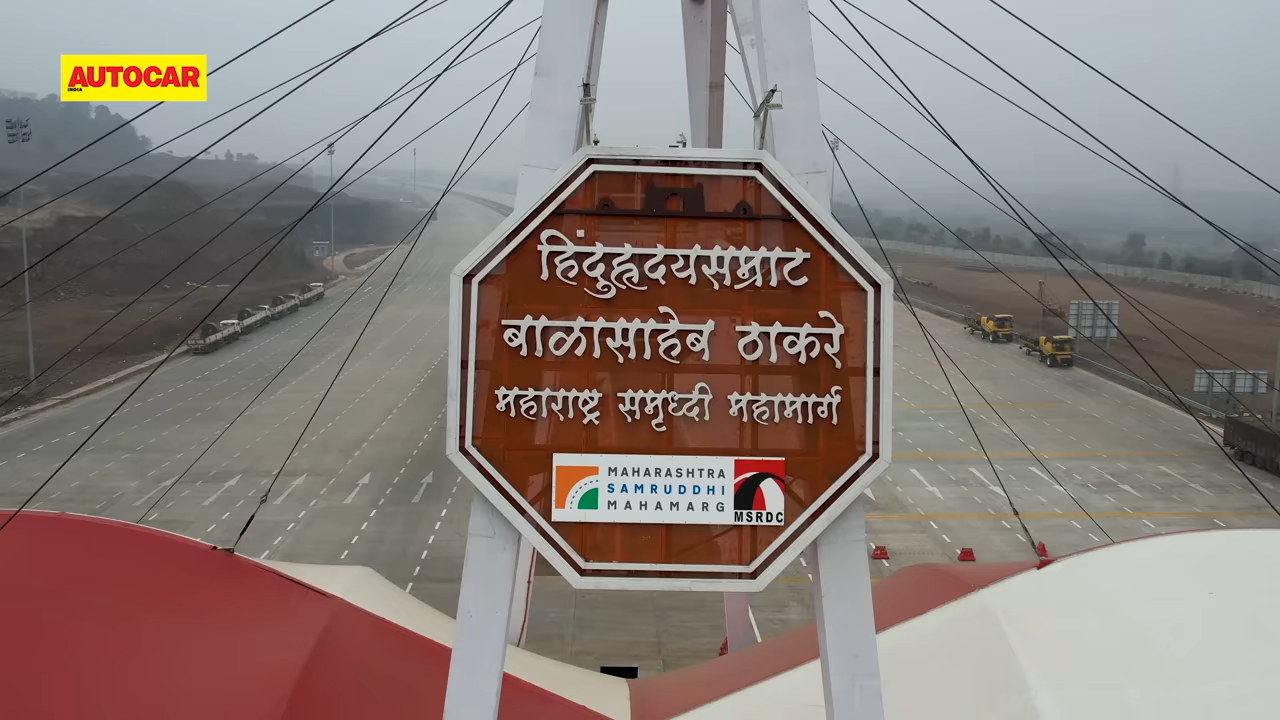 AUTOCAR
INDIA
हिंदुहृदयसम्राट
बाळासाहेब ठाकरे
महाराष्ट्र समृध्दी महामार्ग
MAHARASHTRA
SAMRUDDHI
MAHAMARG
MSRDC